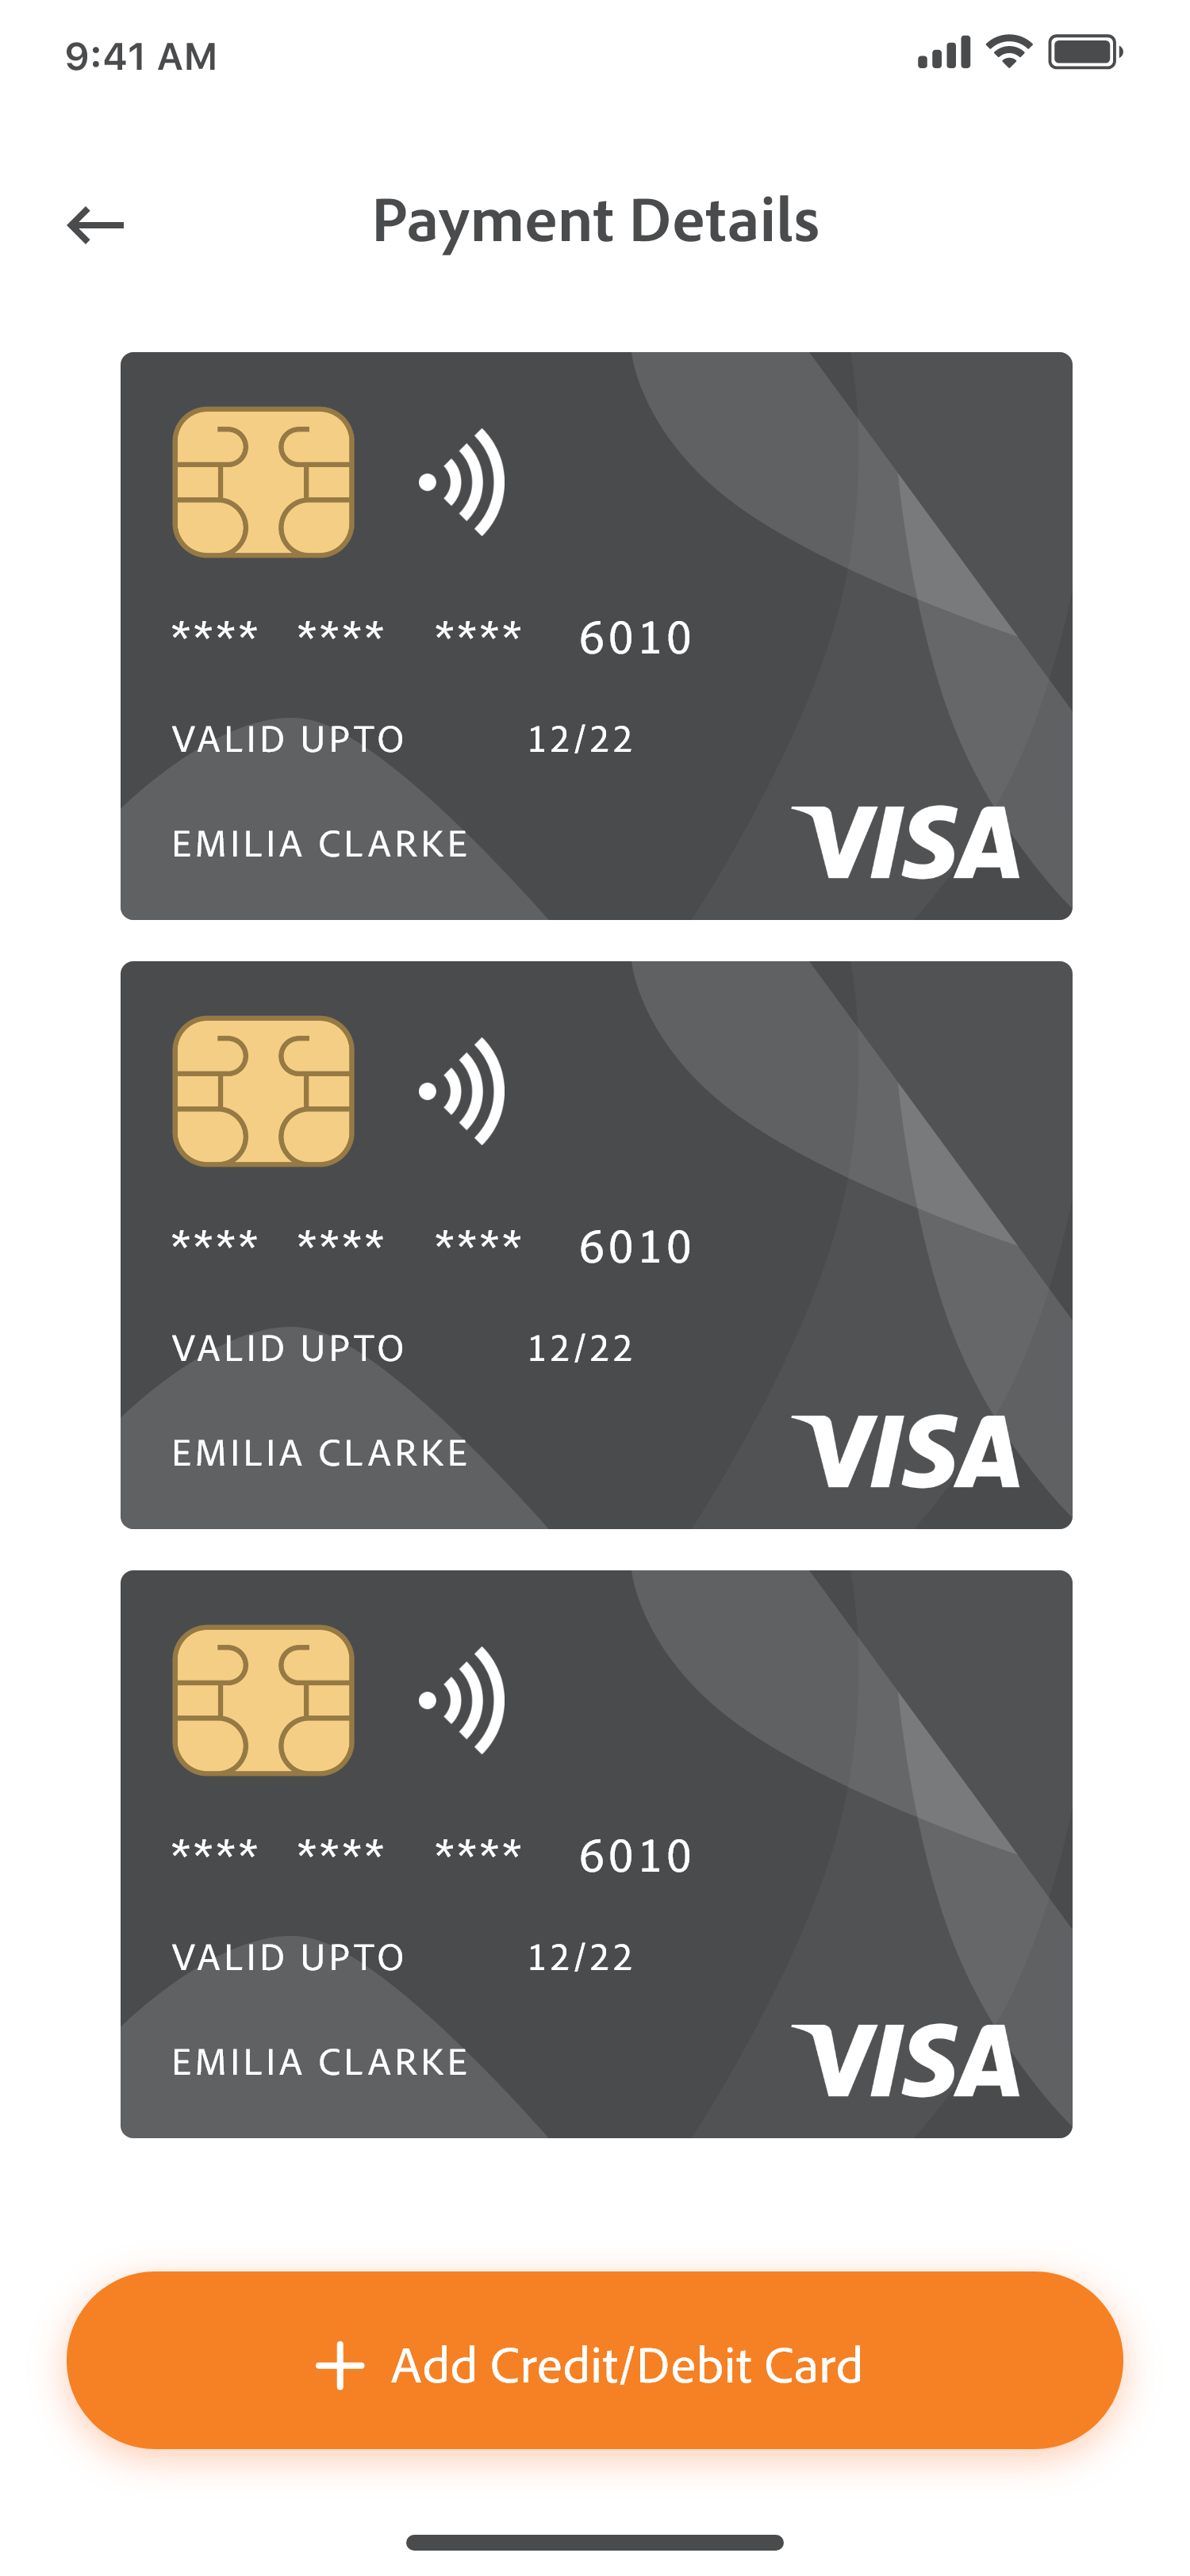 9:41 AM
Payment Details
**** **** **** 6010
VALID UPTO 12/22
EMILIA CLARKE
VISA
**** **** **** 6010
VALID UPTO 12/22
EMILIA CLARKE
VISA
**** **** **** 6010
VALID UPTO 12/22
EMILIA CLARKE
VISA
+ Add Credit/Debit Card